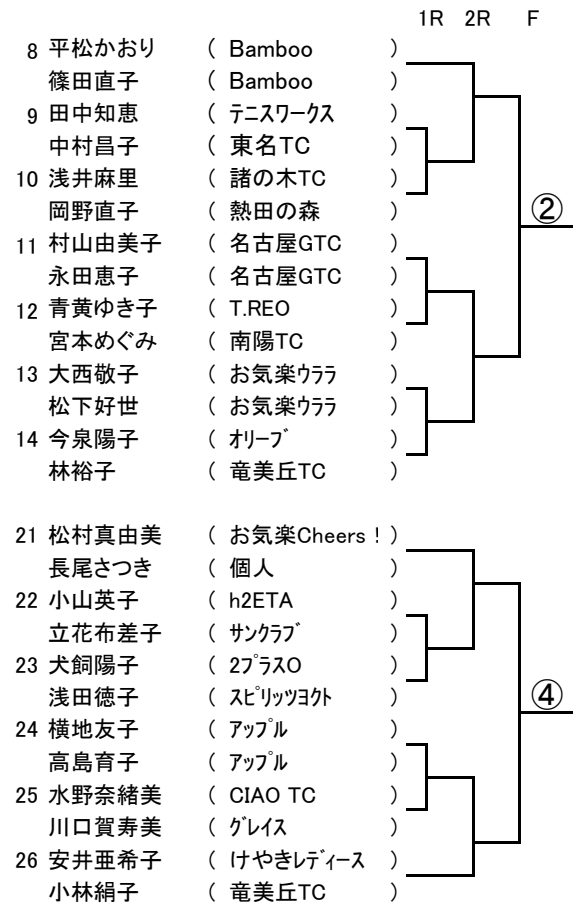 1R 2R F
8 平松かおり ( Bamboo )
篠田直子 ( Bamboo )
9 田中知恵 ( ﾃﾆｽﾜｰｸｽ )
中村昌子 ( 東名TC )
10 浅井麻里 ( 諸の木TC )
岡野直子 ( 熱田の森 )
②
11 村山由美子 ( 名古屋GTC )
永田恵子 ( 名古屋GTC )
12 青黄ゆき子 ( T.REO )
宮本めぐみ ( 南陽TC )
13 大西敬子 ( お気楽ｳﾗﾗ )
松下好世 ( お気楽ｳﾗﾗ )
14 今泉陽子 ( ｵﾘｰﾌﾞ )
林裕子 ( 竜美丘TC )
21 松村真由美 ( お気楽Cheers！)
長尾さつき ( 個人 )
22 小山英子 ( h2ETA )
立花布差子 ( ｻﾝｸﾗﾌﾞ )
23 犬飼陽子 ( 2ﾌﾟﾗｽO )
浅田徳子 ( ｽﾋﾟﾘｯﾂﾖｸﾄ )
④
24 横地友子 ( ｱｯﾌﾟﾙ )
高島育子 ( ｱｯﾌﾟﾙ )
25 水野奈緒美 ( CIAO TC )
川口賀寿美 ( ｸﾞﾚｲｽ )
26 安井亜希子 ( けやきﾚﾃﾞｨｰｽ )
小林絹子 ( 竜美丘TC )